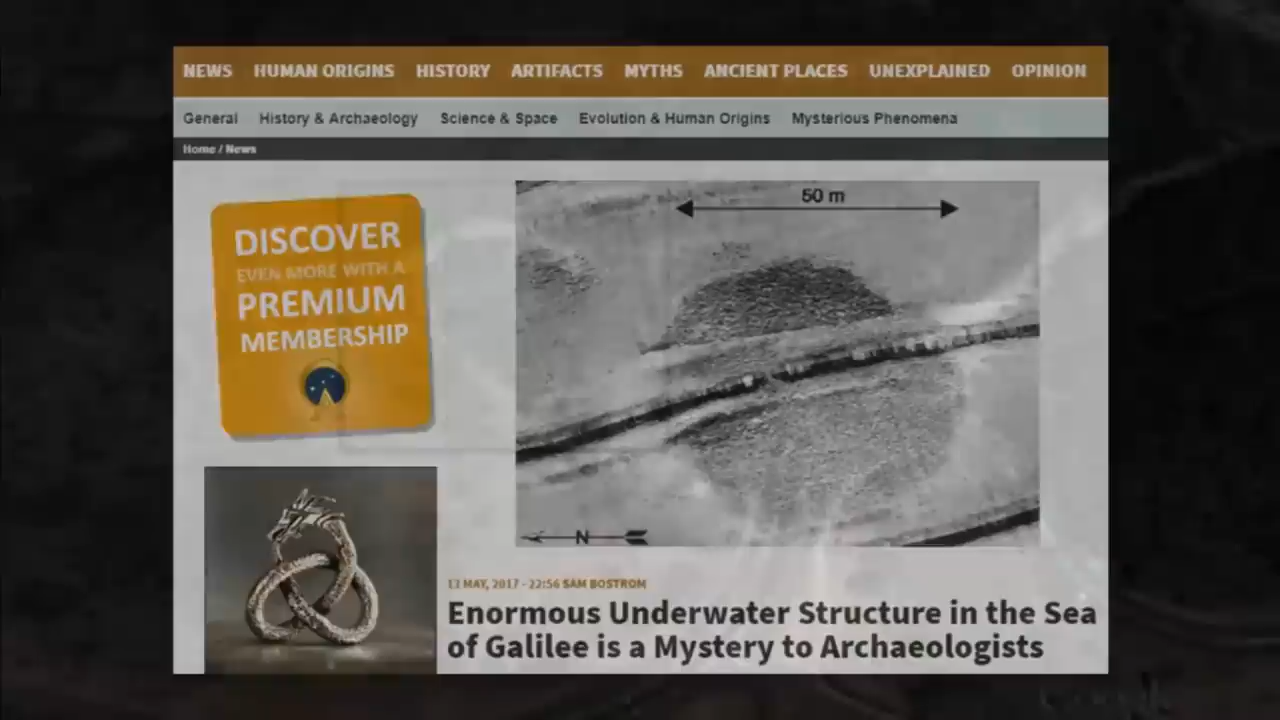 NEWS HUMAN ORIGINS HISTORY ARTIFACTS MYTHS ANCIENT PLACES UNEXPLAINED OPINION
General History & Archaeology Science & Space Evolution & Human Origins Mysterious Phenomena
Home / News
DISCOVER
EVEN MORE WITH A
PREMIUM
MEMBERSHIP
50 m
N
13 MAY, 2017 - 22:56 SAM BOSTROM
Enormous Underwater Structure in the Sea
of Galilee is a Mystery to Archaeologists